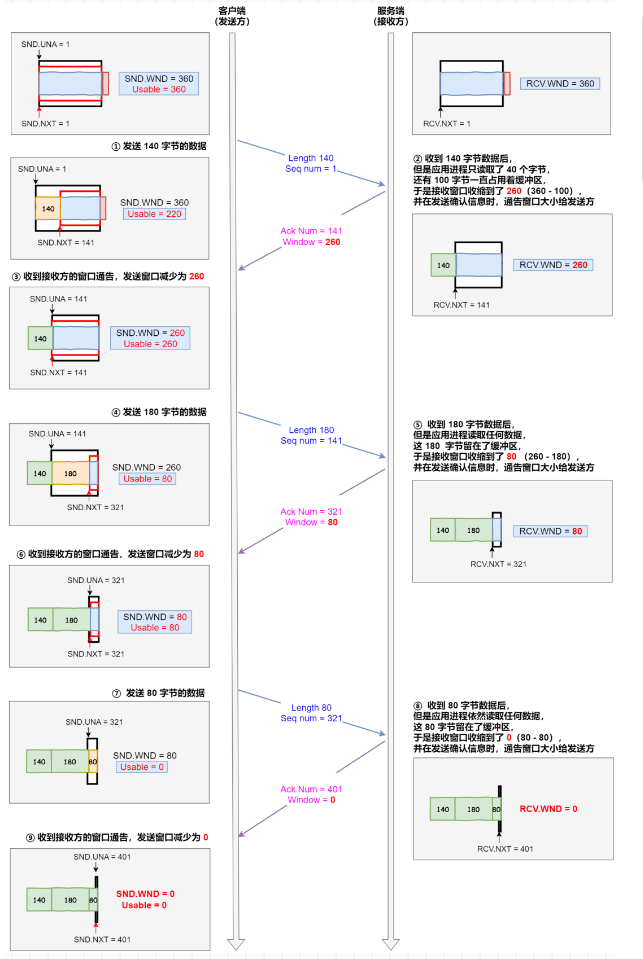 客户端
（发送方）
服务端
（接收方）
SND.UNA = 1
SND.WND = 360
Usable = 360
SND.NXT = 1
RCV.WND = 360
RCV.NXT = 1
① 发送 140 字节的数据
Length 140
Seq num = 1
② 收到 140 字节数据后，
但是应用进程只读取了 40 个字节，
还有 100 字节一直占用着缓冲区，
于是接收窗口收缩到了 260（360 - 100），
并在发送确认信息时，通告窗口大小给发送方
SND.UNA = 1
140
SND.WND = 360
Usable = 220
SND.NXT = 141
Ack Num = 141
Window = 260
140
RCV.WND = 260
RCV.NXT = 141
③ 收到接收方的窗口通告，发送窗口减少为 260
SND.UNA = 141
140
SND.WND = 260
Usable = 260
SND.NXT = 141
④ 发送 180 字节的数据
Length 180
Seq num = 141
⑤ 收到 180 字节数据后，
但是应用进程读取任何数据，
这 180 字节留在了缓冲区，
于是接收窗口收缩到了 80（260 - 180），
并在发送确认信息时，通告窗口大小给发送方
SND.UNA = 141
140
180
SND.WND = 260
Usable = 80
SND.NXT = 321
Ack Num = 321
Window = 80
140
180
RCV.WND = 80
RCV.NXT = 321
⑥ 收到接收方的窗口通告，发送窗口减少为 80
SND.UNA = 321
140
180
SND.WND = 80
Usable = 80
SND.NXT = 321
⑦ 发送 80 字节的数据
Length 80
Seq num = 321
⑧ 收到 80 字节数据后，
但是应用进程依然读取任何数据，
这 80 字节留在了缓冲区，
于是接收窗口收缩到了 0（80 - 80），
并在发送确认信息时，通告窗口大小给发送方
SND.UNA = 321
140
180
80
SND.WND = 80
Usable = 0
Ack Num = 401
Window = 0
140
180
80
RCV.WND = 0
RCV.NXT = 401
⑨ 收到接收方的窗口通告，发送窗口减少为 0
SND.UNA = 401
140
180
80
SND.WND = 0
Usable = 0
SND.NXT = 401